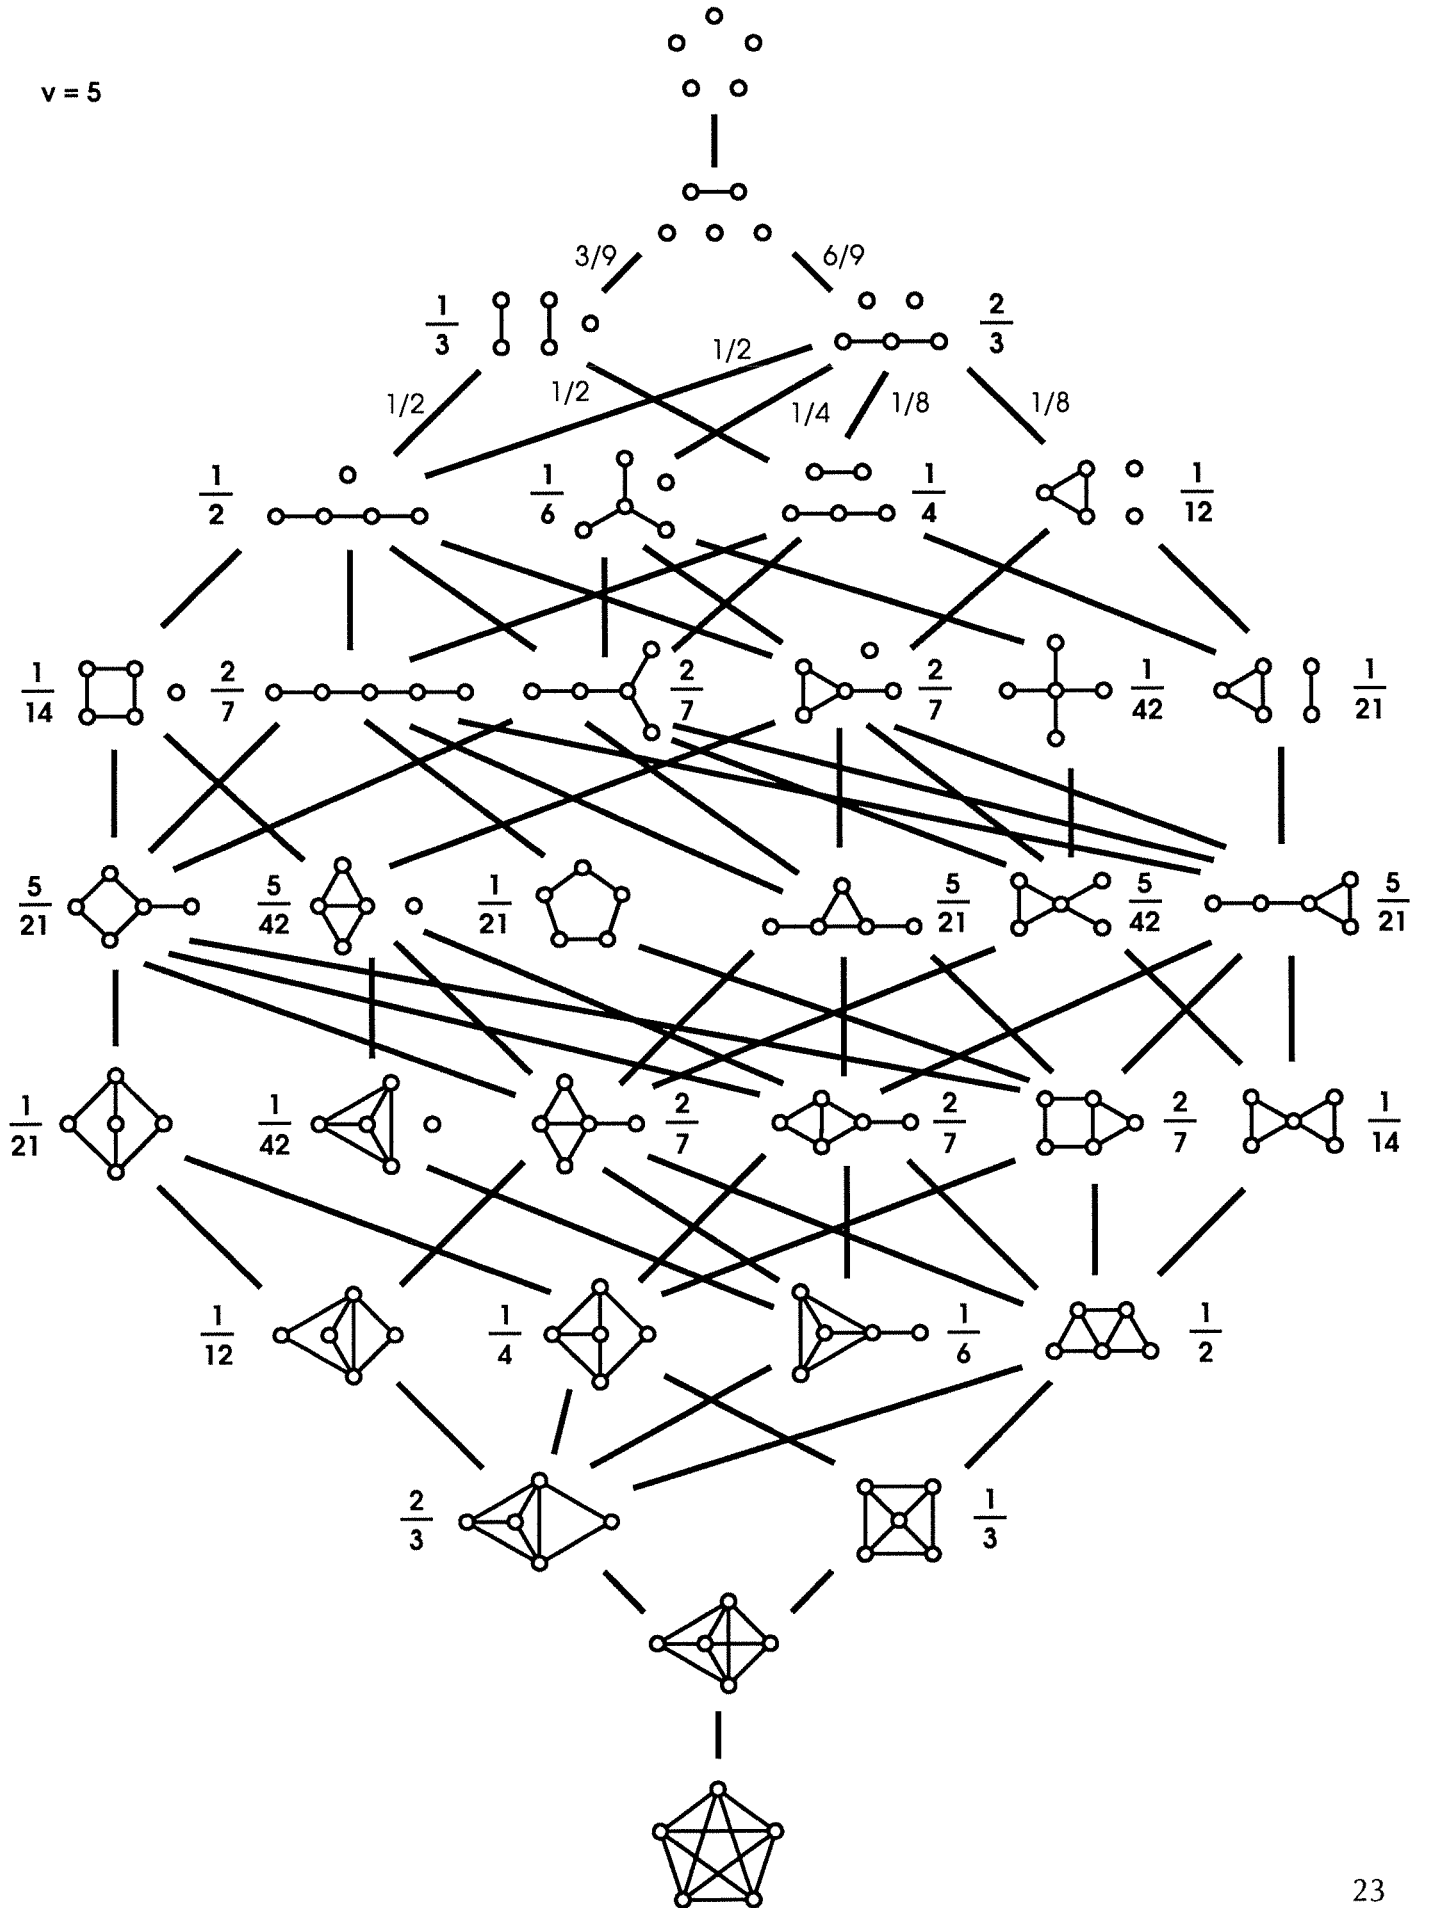 v = 5
3/9 6/9
1/3 2/3
1/2 1/2 1/2 1/4 1/8 1/8
1/2 1/6 1/4 1/12
1/14 2/7 2/7 2/7 1/42 1/21
5/21 5/42 1/21 5/21 5/42 5/21
1/21 1/42 2/7 2/7 2/7 1/14
1/12 1/4 1/6 1/2
2/3 1/3
23